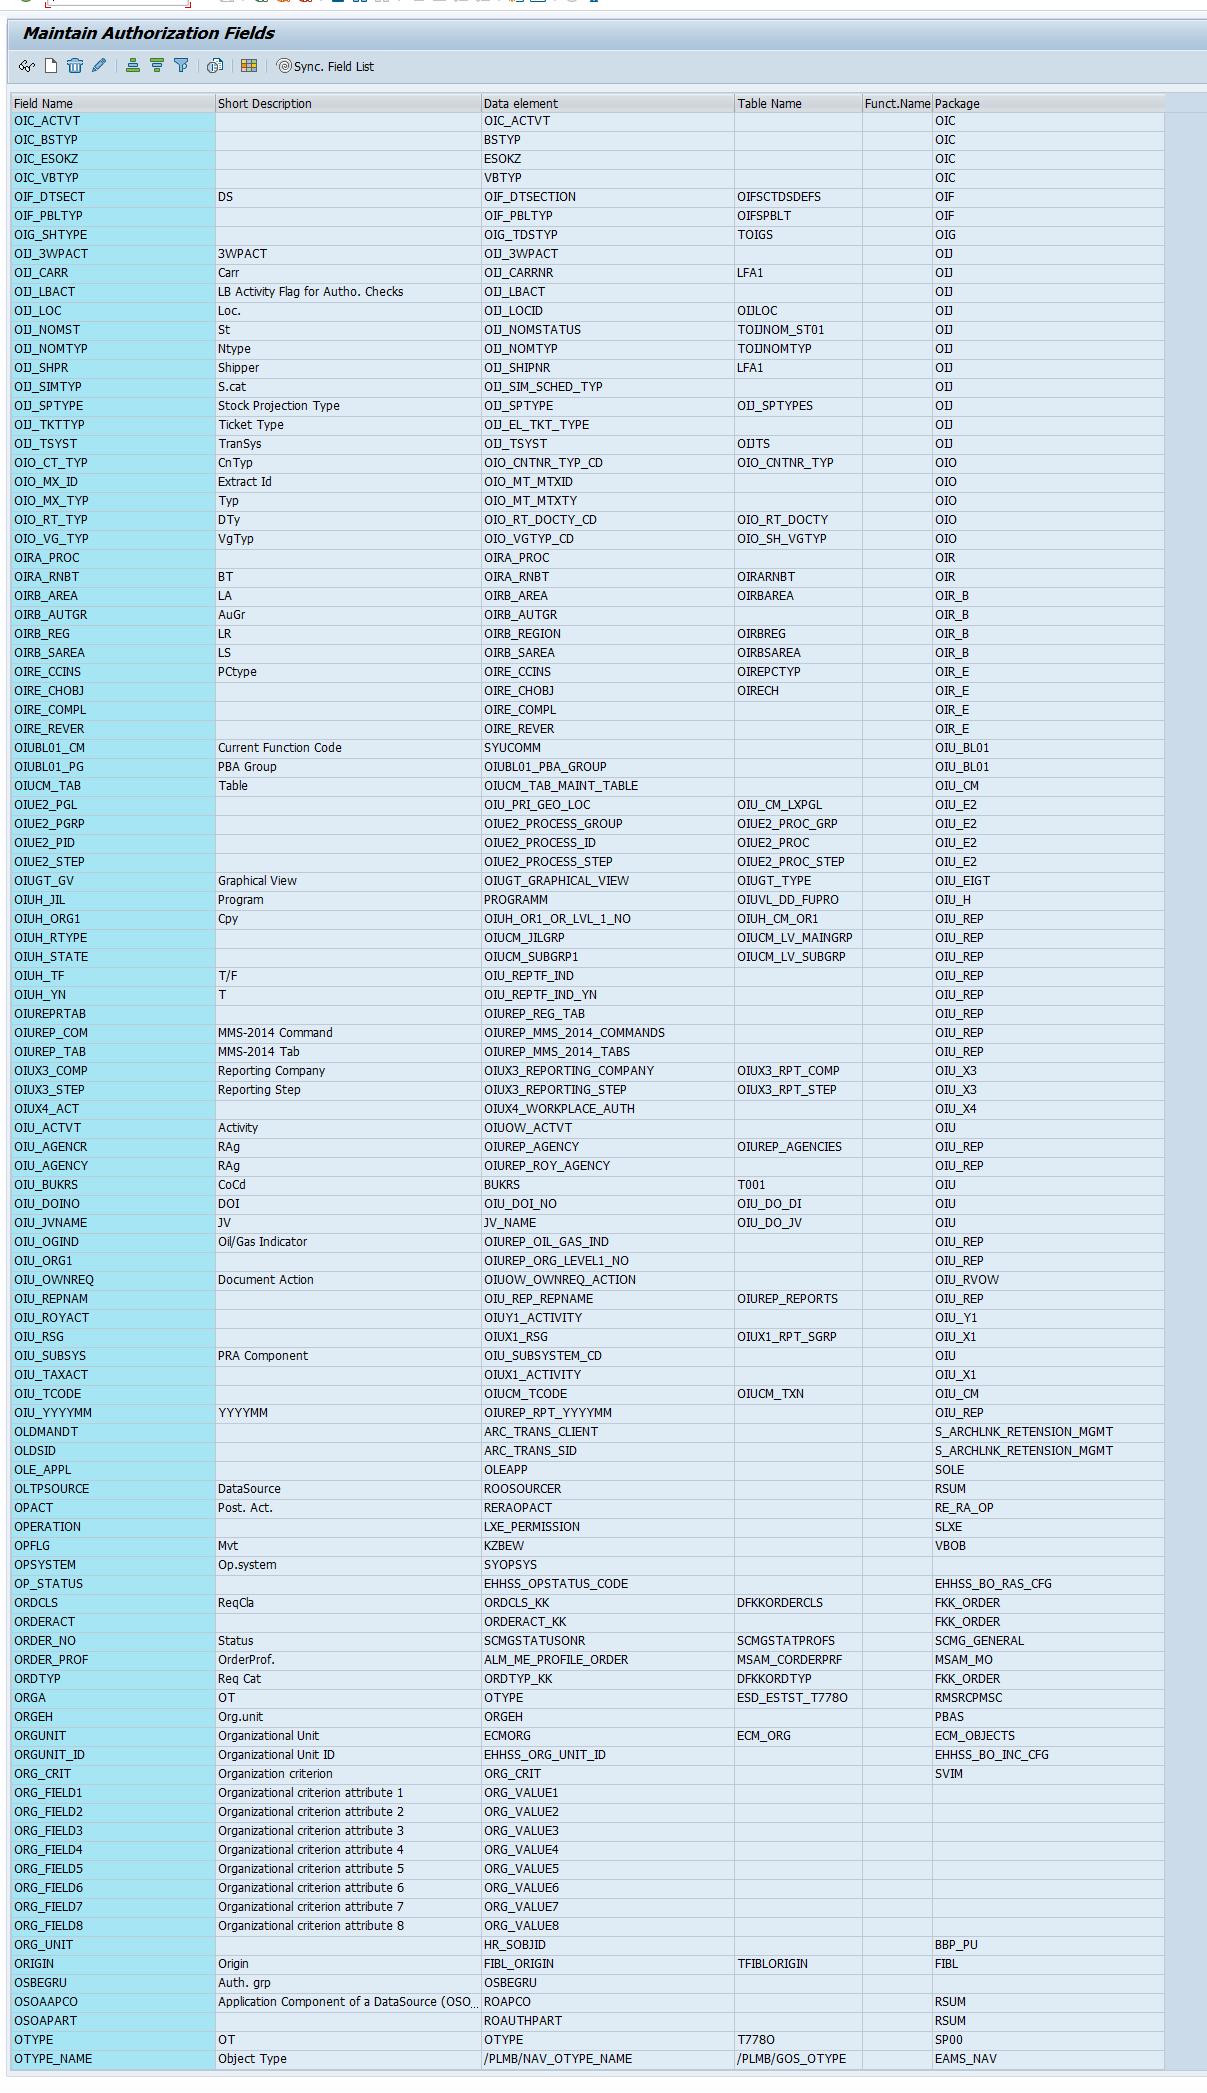 Maintain Authorization Fields
Sync. Field List
Field Name Short Description Data element Table Name Funct.Name Package
OIC_ACTVT OIC_ACTVT OIC
OIC_BSTYP BSTYP OIC
OIC_ESOKZ ESOKZ OIC
OIC_VBTYP VBTYP OIC
OIF_DTSECT DS OIF_DTSECTION OIFSCTDSDEFS OIF
OIF_PBLTYP OIF_PBLTYP OIFSPBLT OIF
OIG_SHTYPE OIG_TDSTYP TOIGS OIG
OIJ_3WPACT 3WPACT OIJ_3WPACT OIJ
OIJ_CARR Carr OIJ_CARRNR LFA1 OIJ
OIJ_LBACT LB Activity Flag for Autho. Checks OIJ_LBACT OIJ
OIJ_LOC Loc. OIJ_LOCID OIJLOC OIJ
OIJ_NOMST St OIJ_NOMSTATUS TOIJNOM_ST01 OIJ
OIJ_NOMTYP Ntype OIJ_NOMTYP TOIJNOMTYP OIJ
OIJ_SHPR Shipper OIJ_SHIPNR LFA1 OIJ
OIJ_SIMTYP S.cat OIJ_SIM_SCHED_TYP OIJ
OIJ_SPTYPE Stock Projection Type OIJ_SPTYPE OIJ_SPTYPES OIJ
OIJ_TKTTYP Ticket Type OIJ_EL_TKT_TYPE OIJ
OIJ_TSYST TranSys OIJ_TSYST OIJTS OIJ
OIO_CT_TYP CnTyp OIO_CNTNR_TYP_CD OIO_CNTNR_TYP OIO
OIO_MX_ID Extract Id OIO_MT_MTXID OIO
OIO_MX_TYP Typ OIO_MT_MTXTY OIO
OIO_RT_TYP DTy OIO_RT_DOCTY_CD OIO_RT_DOCTY OIO
OIO_VG_TYP VgTyp OIO_VGTYP_CD OIO_SH_VGTYP OIO
OIRA_PROC OIRA_PROC OIR
OIRA_RNBT BT OIRA_RNBT OIRARNBT OIR
OIRB_AREA LA OIRB_AREA OIRBAREA OIR_B
OIRB_AUTGR AuGr OIRB_AUTGR OIR_B
OIRB_REG LR OIRB_REGION OIRBREG OIR_B
OIRB_SAREA LS OIRB_SAREA OIRBSAREA OIR_B
OIRE_CCINS PCtype OIRE_CCINS OIREPCTYP OIR_E
OIRE_CHOBJ OIRE_CHOBJ OIRECH OIR_E
OIRE_COMPL OIRE_COMPL OIR_E
OIRE_REVER OIRE_REVER OIR_E
OIUBL01_CM Current Function Code SYUCOMM OIU_BL01
OIUBL01_PG PBA Group OIUBL01_PBA_GROUP OIU_BL01
OIUCM_TAB Table OIUCM_TAB_MAINT_TABLE OIU_CM
OIUE2_PGL OIU_PRI_GEO_LOC OIU_CM_LXPGL OIU_E2
OIUE2_PGRP OIUE2_PROCESS_GROUP OIUE2_PROC_GRP OIU_E2
OIUE2_PID OIUE2_PROCESS_ID OIUE2_PROC OIU_E2
OIUE2_STEP OIUE2_PROCESS_STEP OIUE2_PROC_STEP OIU_E2
OIUGT_GV Graphical View OIUGT_GRAPHICAL_VIEW OIUGT_TYPE OIU_EIGT
OIUH_JIL Program PROGRAMM OIUVL_DD_FUPRO OIU_H
OIUH_ORG1 Cpy OIUH_OR1_OR_LVL_1_NO OIUH_CM_OR1 OIU_REP
OIUH_RTYPE OIUCM_JILGRP OIUCM_LV_MAINGRP OIU_REP
OIUH_STATE OIUCM_SUBGRP1 OIUCM_LV_SUBGRP OIU_REP
OIUH_TF T/F OIU_REPTF_IND OIU_REP
OIUH_YN T OIU_REPTF_IND_YN OIU_REP
OIUREPRTAB OIUREP_REG_TAB OIU_REP
OIUREP_COM MMS-2014 Command OIUREP_MMS_2014_COMMANDS OIU_REP
OIUREP_TAB MMS-2014 Tab OIUREP_MMS_2014_TABS OIU_REP
OIUX3_COMP Reporting Company OIUX3_REPORTING_COMPANY OIUX3_RPT_COMP OIU_X3
OIUX3_STEP Reporting Step OIUX3_REPORTING_STEP OIUX3_RPT_STEP OIU_X3
OIUX4_ACT OIUX4_WORKPLACE_AUTH OIU_X4
OIU_ACTVT Activity OIUOW_ACTVT OIU
OIU_AGENCR RAg OIUREP_AGENCY OIUREP_AGENCIES OIU_REP
OIU_AGENCY RAg OIUREP_ROY_AGENCY OIU_REP
OIU_BUKRS CoCd BUKRS T001 OIU
OIU_DOINO DOI OIU_DOI_NO OIU_DO_DI OIU
OIU_JVNAME JV JV_NAME OIU_DO_JV OIU
OIU_OGIND Oil/Gas Indicator OIUREP_OIL_GAS_IND OIU_REP
OIU_ORG1 OIUREP_ORG_LEVEL1_NO OIU_REP
OIU_OWNREQ Document Action OIUOW_OWNREQ_ACTION OIU_RVOW
OIU_REPNAM OIU_REP_REPNAME OIUREP_REPORTS OIU_REP
OIU_ROYACT OIUY1_ACTIVITY OIU_Y1
OIU_RSG OIUX1_RSG OIUX1_RPT_SGRP OIU_X1
OIU_SUBSYS PRA Component OIU_SUBSYSTEM_CD OIU
OIU_TAXACT OIUX1_ACTIVITY OIU_X1
OIU_TCODE OIUCM_TCODE OIUCM_TXN OIU_CM
OIU_YYYYMM YYYYMM OIUREP_RPT_YYYYMM OIU_REP
OLDMANDT ARC_TRANS_CLIENT S_ARCHLNK_RETENSION_MGMT
OLDSID ARC_TRANS_SID S_ARCHLNK_RETENSION_MGMT
OLE_APPL OLEAPP SOLE
OLTPSOURCE DataSource ROOSOURCER RSUM
OPACT Post. Act. RERAOPACT RE_RA_OP
OPERATION LXE_PERMISSION SLXE
OPFLG Mvt KZBEW VBOB
OPSYSTEM Op.system SYOPSYS
OP_STATUS EHHSS_OPSTATUS_CODE EHHSS_BO_RAS_CFG
ORDCLS ReqCla ORDCLS_KK DFKKORDERCLS FKK_ORDER
ORDERACT ORDERACT_KK FKK_ORDER
ORDER_NO Status SCMGSTATUSONR SCMGSTATPROFS SCMG_GENERAL
ORDER_PROF OrderProf. ALM_ME_PROFILE_ORDER MSAM_CORDERPRF MSAM_MO
ORDTYP Req Cat ORDTYP_KK DFKKORDTYP FKK_ORDER
ORGA OT OTYPE ESD_ESTST_T778O RMSRCPMSC
ORGEH Org.unit ORGEH PBAS
ORGUNIT Organizational Unit ECMORG ECM_ORG ECM_OBJECTS
ORGUNIT_ID Organizational Unit ID EHHSS_ORG_UNIT_ID EHHSS_BO_INC_CFG
ORG_CRIT Organization criterion ORG_CRIT SVIM
ORG_FIELD1 Organizational criterion attribute 1 ORG_VALUE1
ORG_FIELD2 Organizational criterion attribute 2 ORG_VALUE2
ORG_FIELD3 Organizational criterion attribute 3 ORG_VALUE3
ORG_FIELD4 Organizational criterion attribute 4 ORG_VALUE4
ORG_FIELD5 Organizational criterion attribute 5 ORG_VALUE5
ORG_FIELD6 Organizational criterion attribute 6 ORG_VALUE6
ORG_FIELD7 Organizational criterion attribute 7 ORG_VALUE7
ORG_FIELD8 Organizational criterion attribute 8 ORG_VALUE8
ORG_UNIT HR_SOBJID BBP_PU
ORIGIN Origin FIBL_ORIGIN TFIBLORIGIN FIBL
OSBEGRU Auth. grp OSBEGRU
OSOAAPCO Application Component of a DataSource (OSO... ROAPCO RSUM
OSOAPART ROAUTHPART RSUM
OTYPE OT OTYPE T778O SP00
OTYPE_NAME Object Type /PLMB/NAV_OTYPE_NAME /PLMB/GOS_OTYPE EAMS_NAV